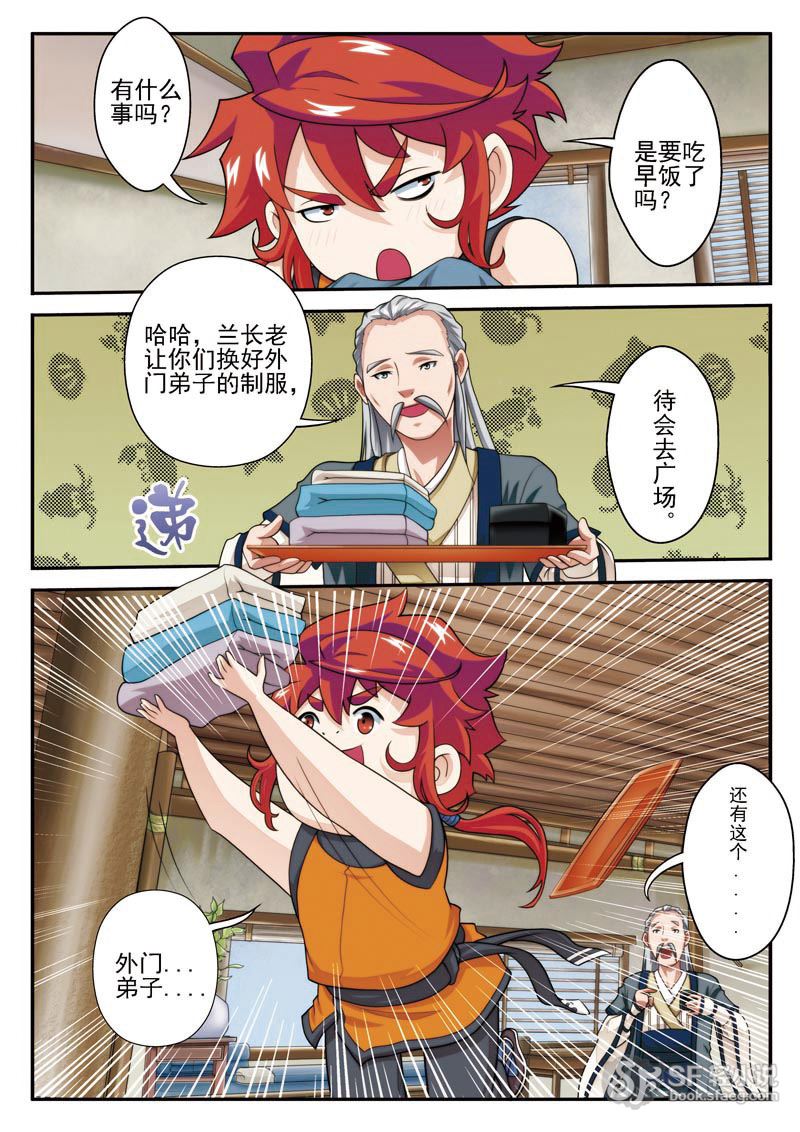 有什么
事吗？
是要吃了
早饭吗？
哈哈，兰长老
让你们换好外
门弟子的制服，
待会去广场。
递
还有这个....
外门...
弟子....
SF轻小说
book.sfacg.com